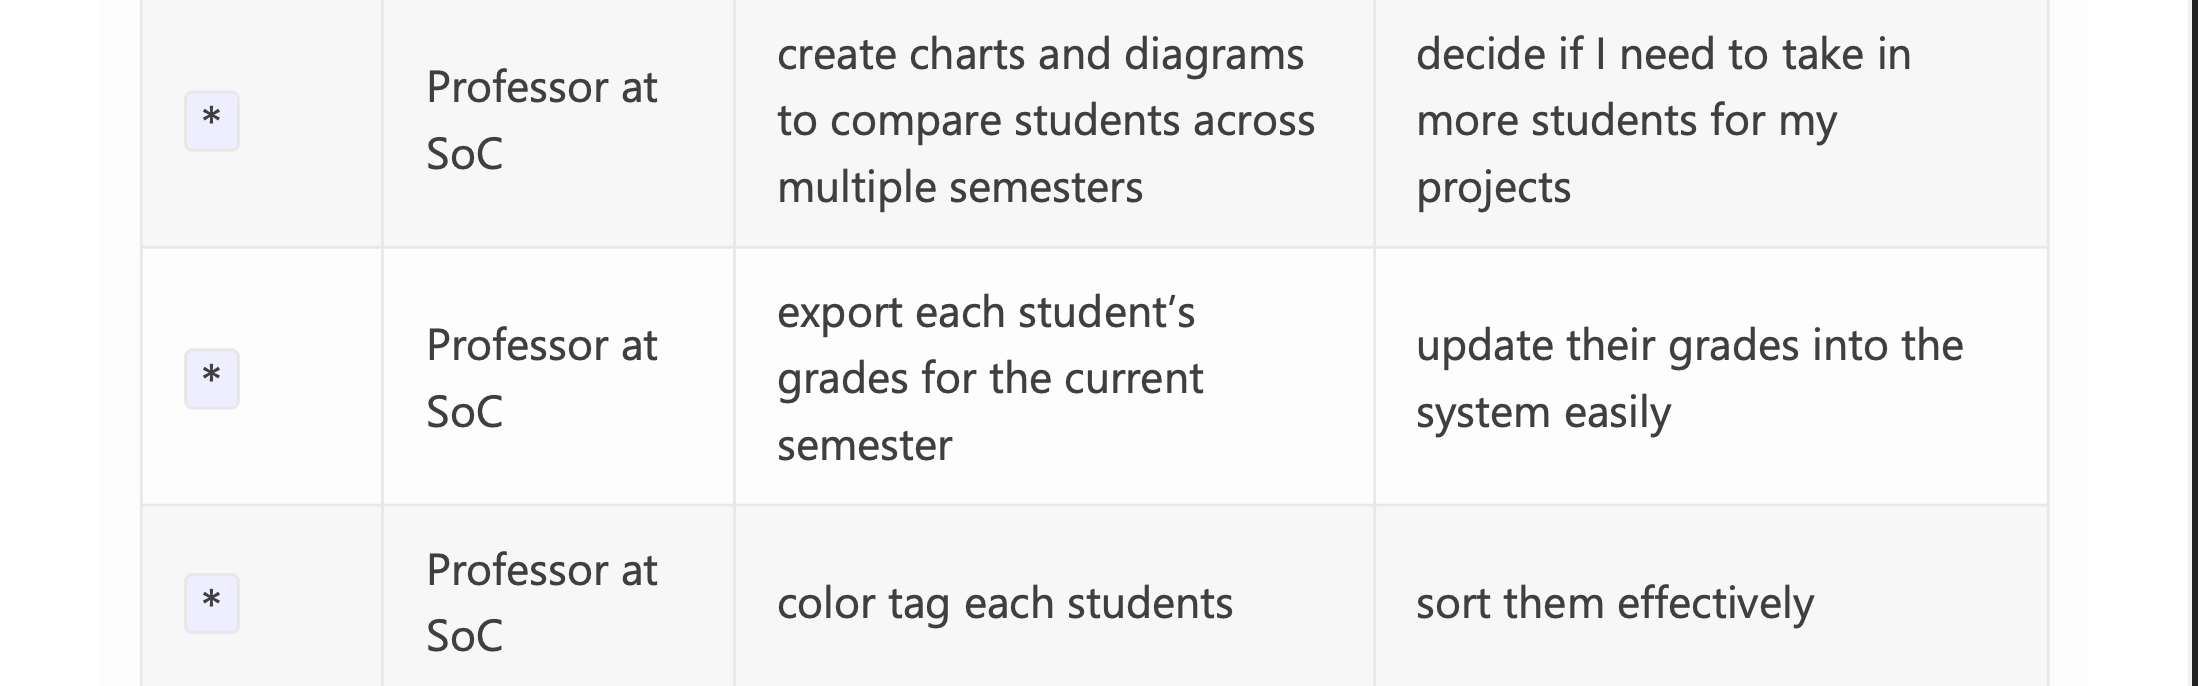 *
Professor at
SoC
create charts and diagrams
to compare students across
multiple semesters
decide if I need to take in
more students for my
projects
*
Professor at
SoC
export each student’s
grades for the current
semester
update their grades into the
system easily
*
Professor at
SoC
color tag each students
sort them effectively